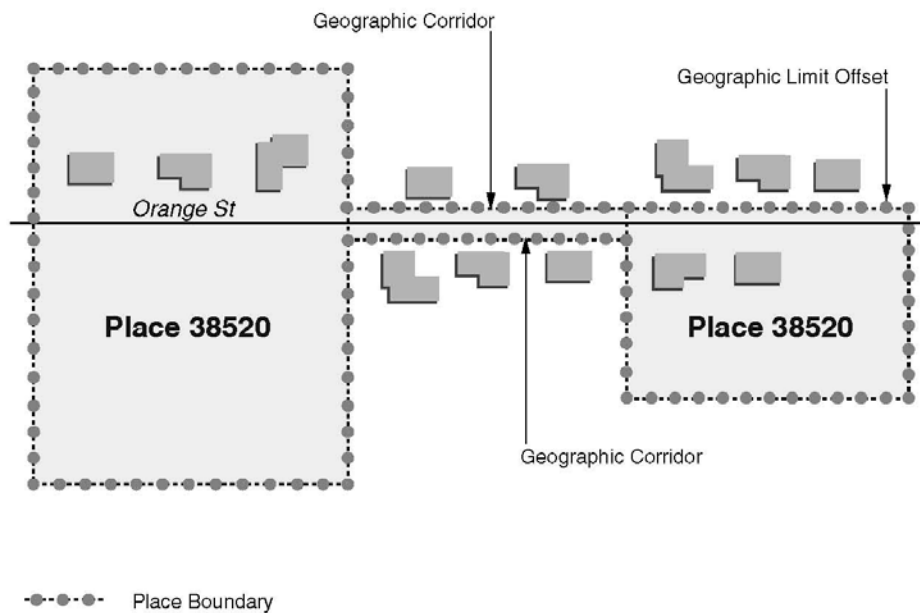 Geographic Corridor
Geographic Limit Offset
Orange St
Place 38520
Place 38520
Geographic Corridor
Place Boundary